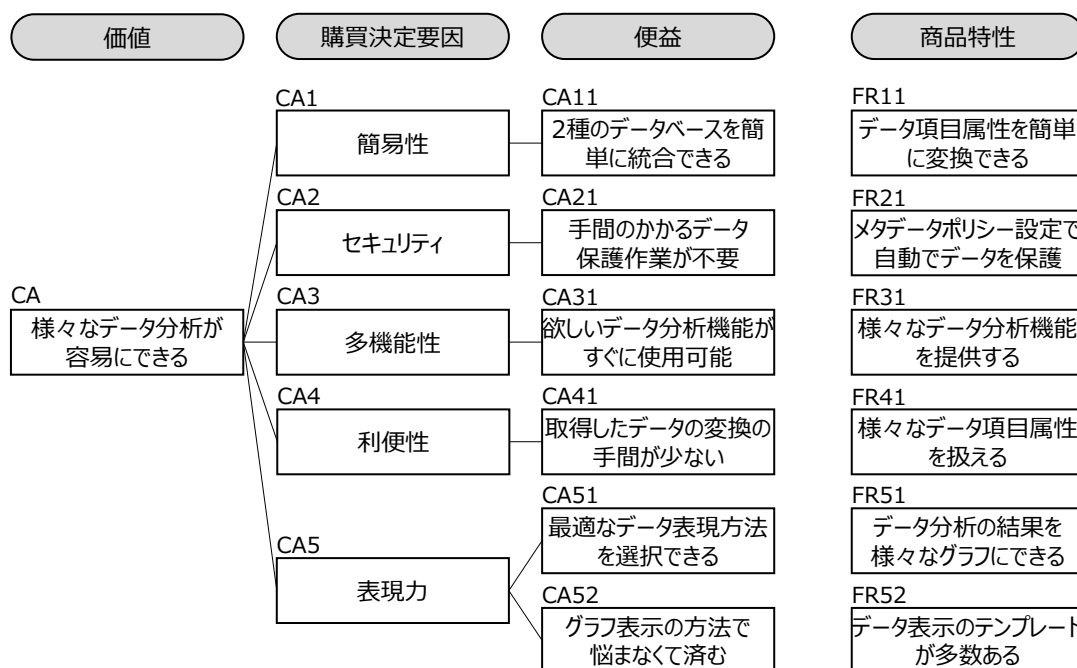 価値
購買決定要因
便益
商品特性
CA1
簡易性
CA11
2種のデータベースを簡
単に統合できる
FR11
データ項目属性を簡単
に変換できる
CA2
セキュリティ
CA21
手間のかかるデータ
保護作業が不要
FR21
メタデータポリシー設定で
自動でデータを保護
CA
様々なデータ分析が
容易にできる
CA3
多機能性
CA31
欲しいデータ分析機能が
すぐに使用可能
FR31
様々なデータ分析機能
を提供する
CA4
利便性
CA41
取得したデータの変換の
手間が少ない
FR41
様々なデータ項目属性
を扱える
CA5
表現力
CA51
最適なデータ表現方法
を選択できる
FR51
データ分析の結果を
様々なグラフにできる
CA52
グラフ表示の方法で
悩まなくて済む
FR52
データ表示のテンプレート
が多数ある